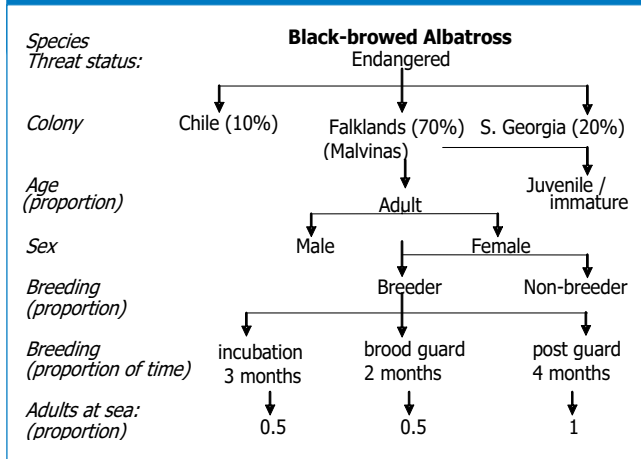 Species Black-browed Albatross
Threat status: Endangered
Colony Chile (10%) Falklands (70%) S. Georgia (20%)
(Malvinas)
Age Juvenile /
(proportion) Adult immature
Sex Male Female
Breeding Breeder Non-breeder
(proportion)
Breeding incubation brood guard post guard
(proportion of time) 3 months 2 months 4 months
Adults at sea:
(proportion) 0.5 0.5 1